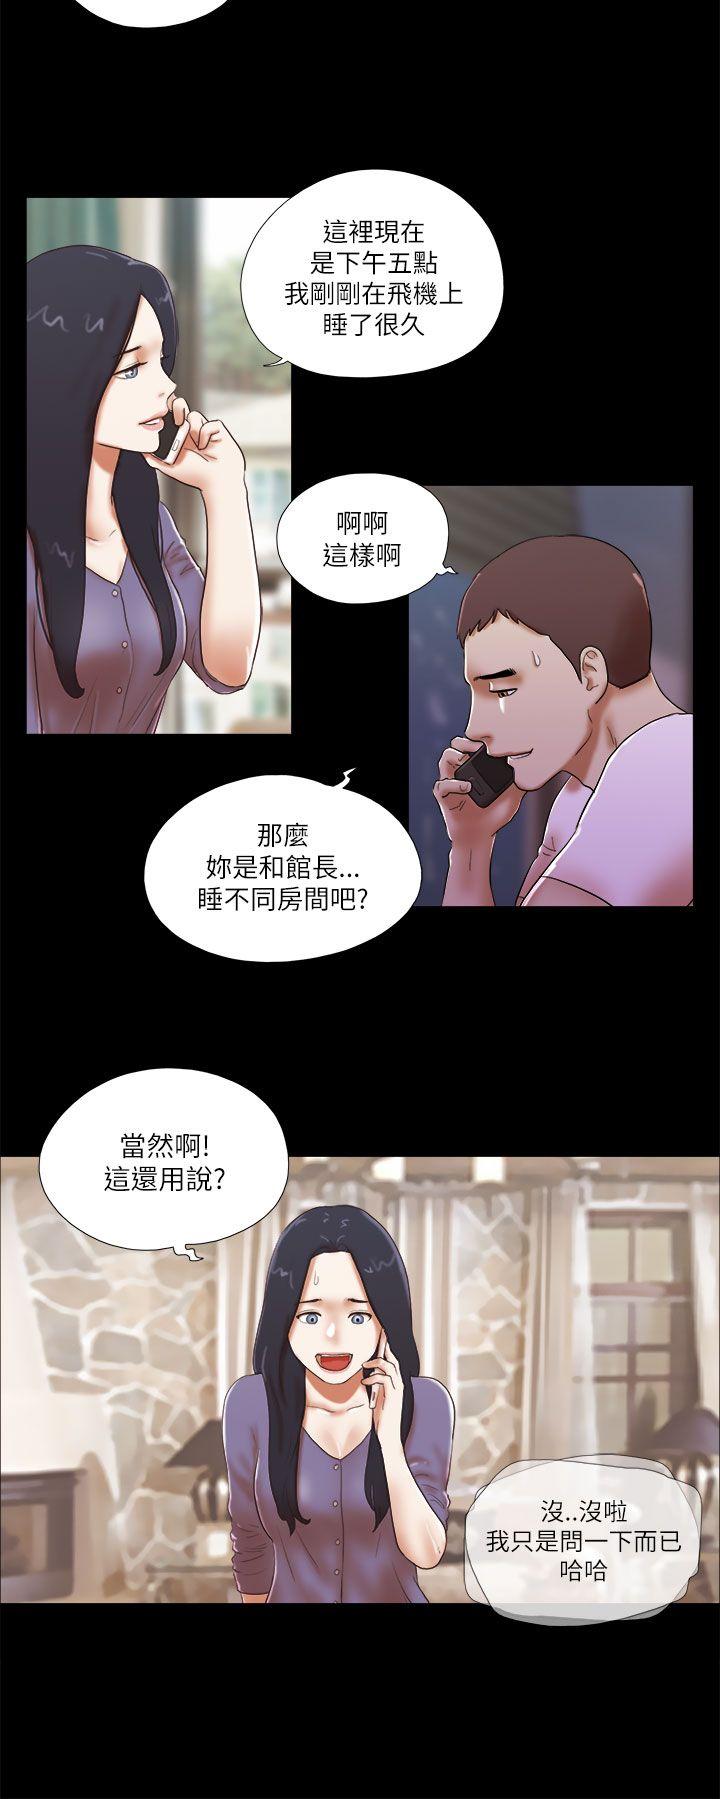 這裡現在
是下午五點
我剛剛在飛機上
睡了很久
啊啊
這樣啊
那麼
妳是和館長...
睡不同房間吧?
當然啊!
這還用說?
沒..沒啦
我只是問一下而已
哈哈